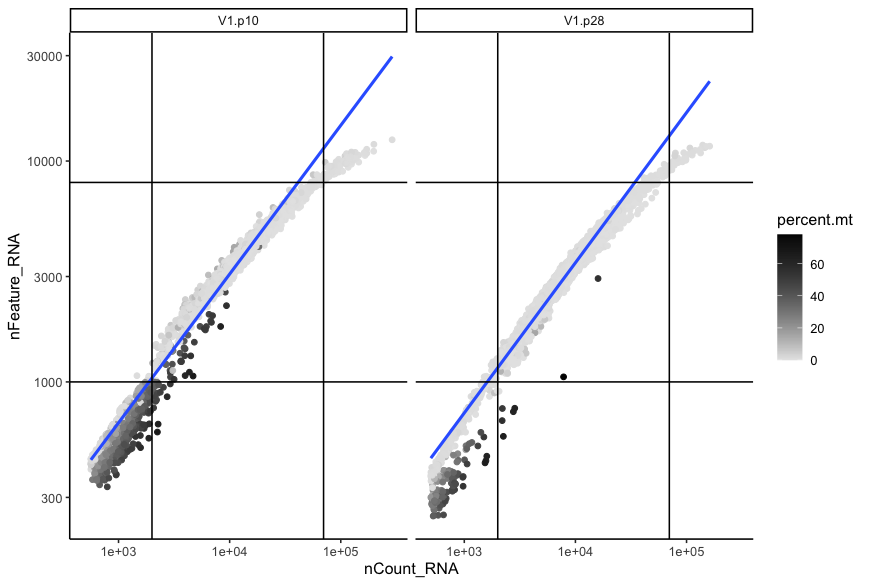 V1.p10 V1.p28
30000
10000
3000
1000
300
nFeature_RNA
1e+03 1e+04 1e+05 1e+03 1e+04 1e+05
nCount_RNA
percent.mt
60
40
20
0